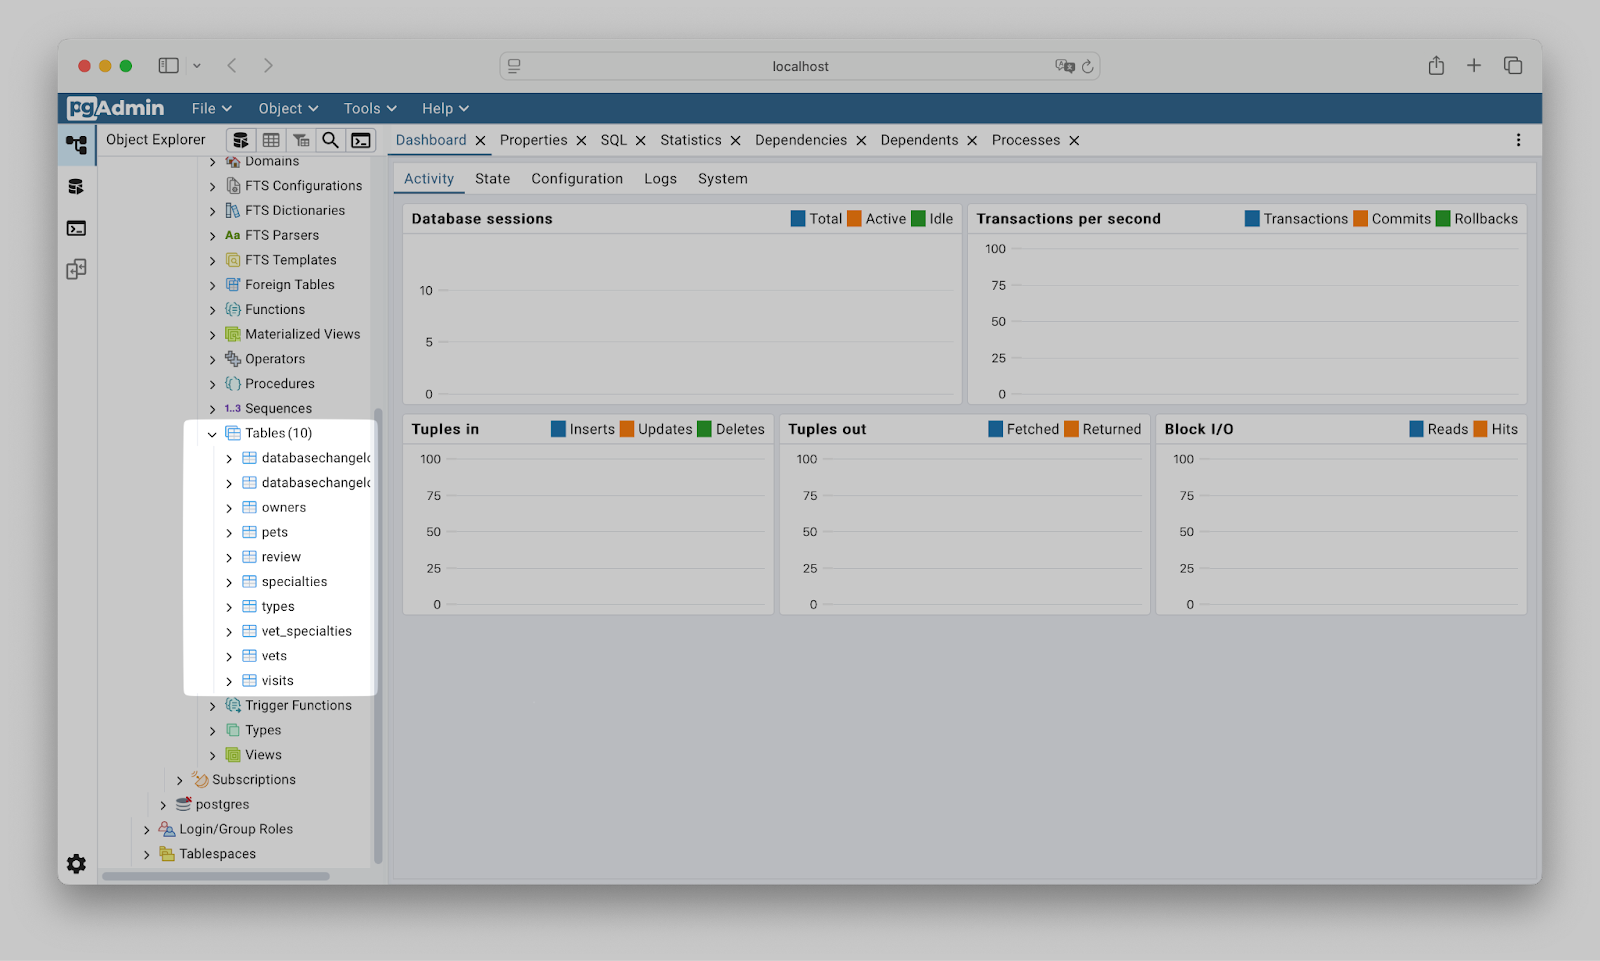 localhost
pgAdmin File Object Tools Help
Object Explorer
Dashboard Properties SQL Statistics Dependencies Dependents Processes
Domains
FTS Configurations
FTS Dictionaries
Aa FTS Parsers
FTS Templates
Foreign Tables
Functions
Materialized Views
Operators
Procedures
1..3 Sequences
Tables (10)
databasechangelo
databasechangelo
owners
pets
review
specialties
types
vet_specialties
vets
visits
Trigger Functions
Types
Views
Subscriptions
postgres
Login/Group Roles
Tablespaces
Activity State Configuration Logs System
Database sessions Total Active Idle
10
5
0
Transactions per second Transactions Commits Rollbacks
100
75
50
25
0
Tuples in Inserts Updates Deletes
100
75
50
25
0
Tuples out Fetched Returned
100
75
50
25
0
Block I/O Reads Hits
100
75
50
25
0